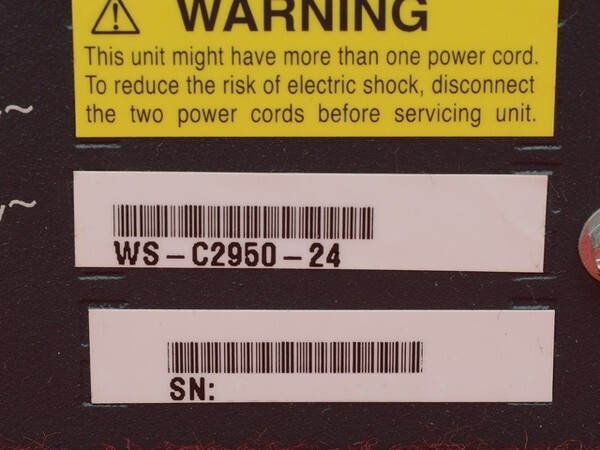 WARNING
This unit might have more than one power cord.
To reduce the risk of electric shock, disconnect
the two power cords before servicing unit.
WS-C2950-24
SN: